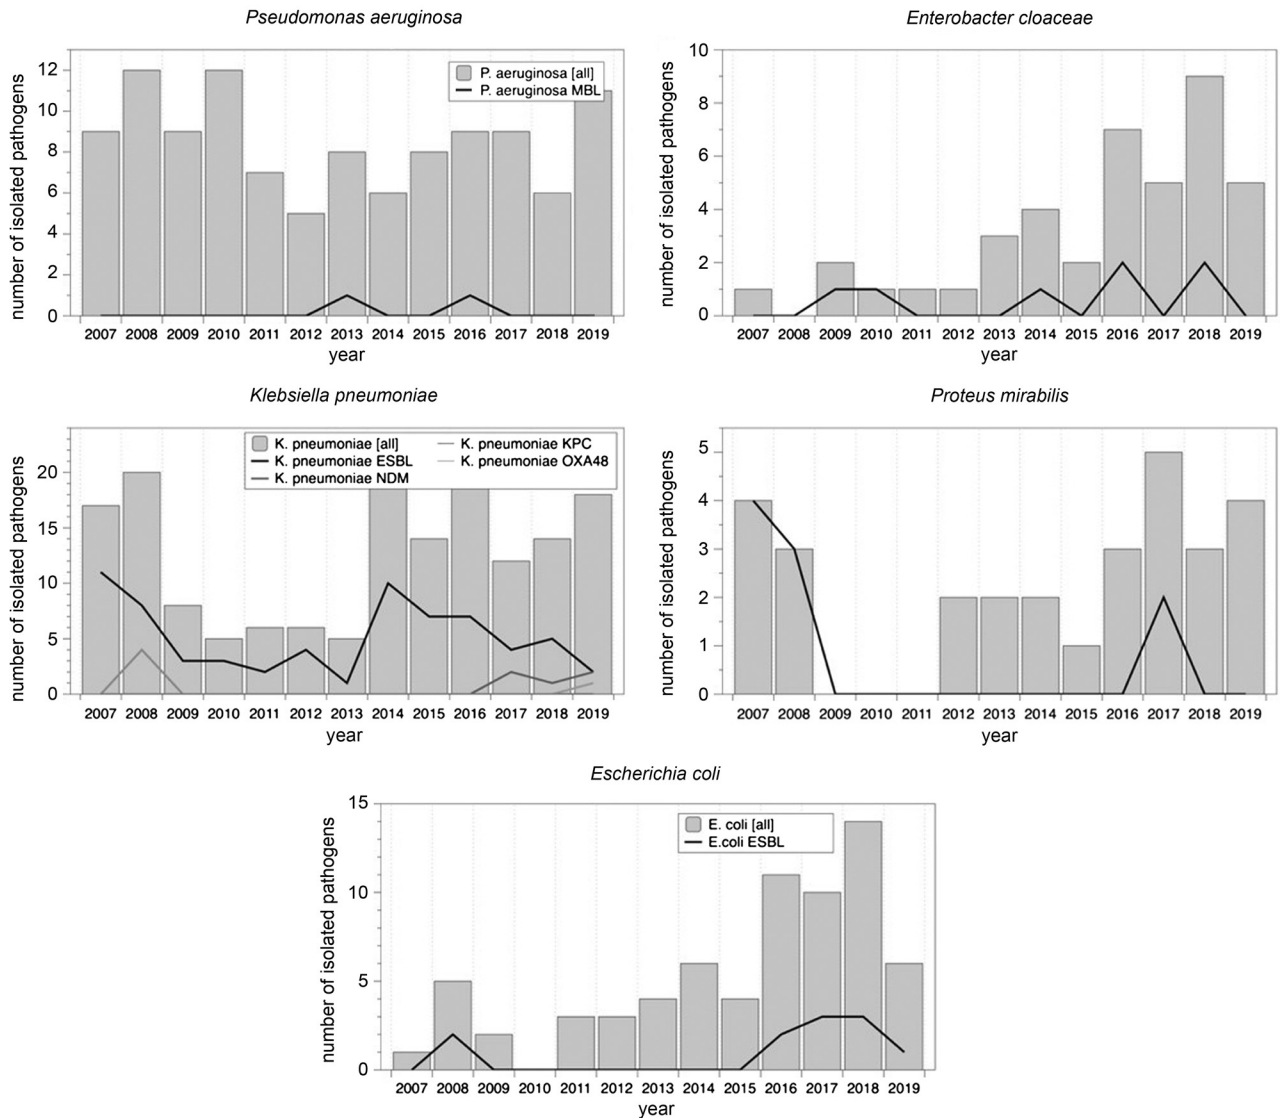 Pseudomonas aeruginosa
number of isolated pathogens
12
10
8
6
4
2
0
P. aeruginosa [all]
P. aeruginosa MBL
2007 2008 2009 2010 2011 2012 2013 2014 2015 2016 2017 2018 2019
year
Enterobacter cloaceae
number of isolated pathogens
10
8
6
4
2
0
2007 2008 2009 2010 2011 2012 2013 2014 2015 2016 2017 2018 2019
year
Klebsiella pneumoniae
number of isolated pathogens
20
15
10
5
0
K. pneumoniae [all]
K. pneumoniae ESBL
K. pneumoniae NDM
K. pneumoniae KPC
K. pneumoniae OXA48
2007 2008 2009 2010 2011 2012 2013 2014 2015 2016 2017 2018 2019
year
Proteus mirabilis
number of isolated pathogens
5
4
3
2
1
0
2007 2008 2009 2010 2011 2012 2013 2014 2015 2016 2017 2018 2019
year
Escherichia coli
number of isolated pathogens
15
10
5
0
E. coli [all]
E.coli ESBL
2007 2008 2009 2010 2011 2012 2013 2014 2015 2016 2017 2018 2019
year